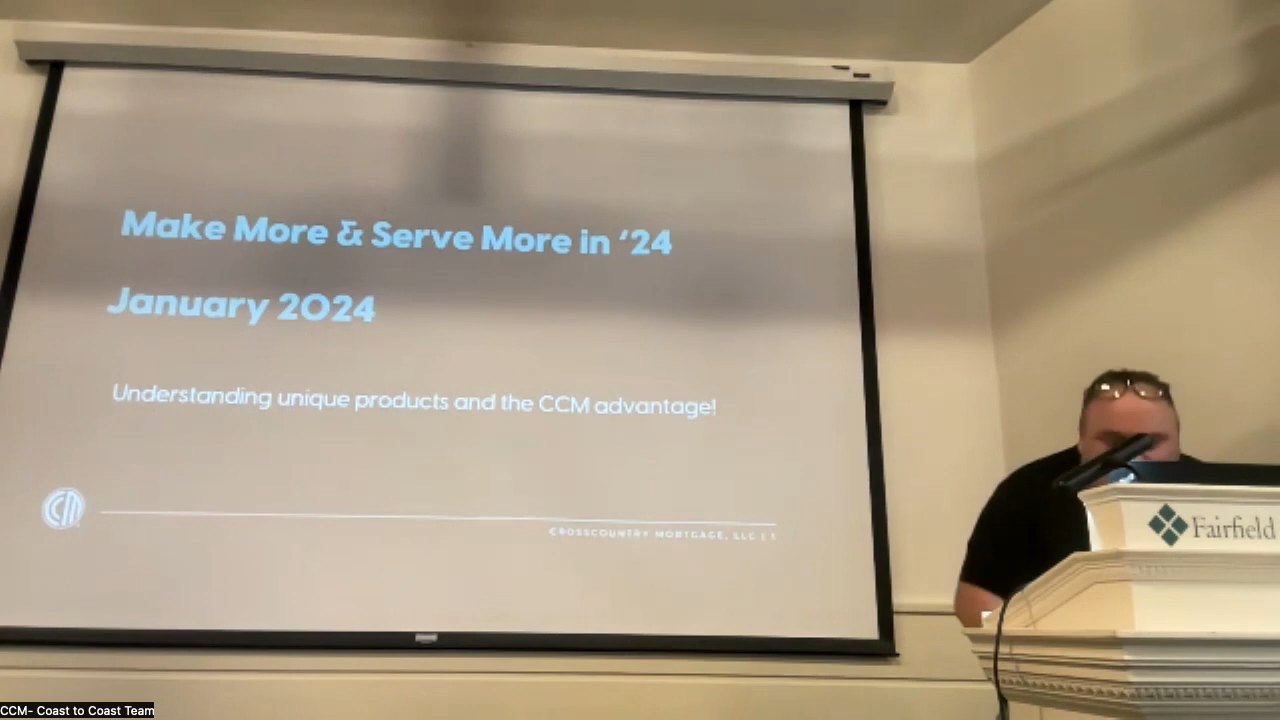 Make More & Serve More in ‘24
January 2024
Understanding unique products and the CCM advantage!
CROSSCOUNTRY MORTGAGE, LLC |
Fairfield
CCM- Coast to Coast Team